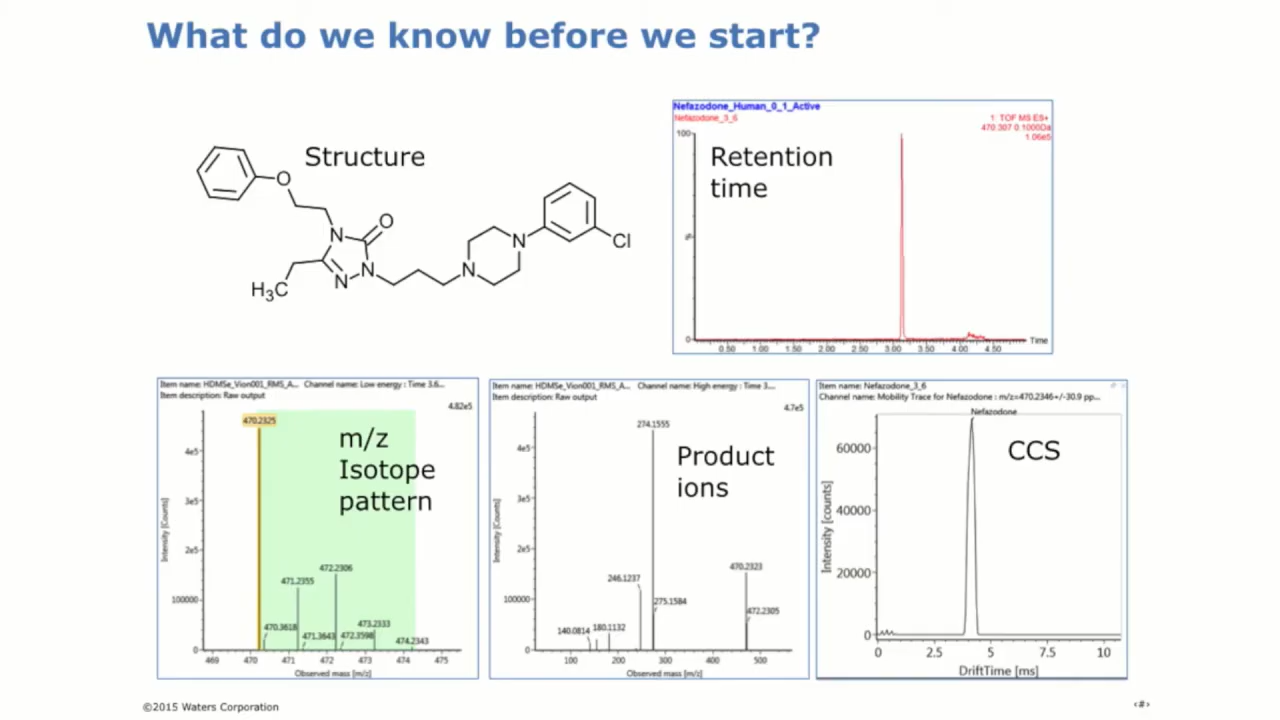 What do we know before we start?
Structure
O
N
O
N
N
H3C
N
N
Cl
Nefazodone_Human_0_1_Active
Nefazodone_3_6
1: TOF MS ES+
470.307 0.1000Da
1.06e5
Retention
time
100
%
0
0.50 1.00 1.50 2.00 2.50 3.00 3.50 4.00 4.50
Time
Item name: HDMSe_Vion001_RMS_A... Channel name: Low energy : Time 3.6...
Item description: Raw output
4.82e5
470.2325
m/z
Isotope
pattern
4e5
3e5
2e5
100000
0
Intensity [Counts]
472.2306
471.2355
470.3618
471.3643
472.3598
473.2333
474.2343
469 470 471 472 473 474 475
Observed mass [m/z]
Item name: HDMSe_Vion001_RMS_A... Channel name: High energy : Time 3....
Item description: Raw output
4.7e5
274.1555
Product
ions
4e5
3e5
2e5
100000
0
Intensity [Counts]
246.1237
470.2323
275.1584
472.2305
140.0814
180.1132
100 200 300 400 500
Observed mass [m/z]
Item name: Nefazodone_3_6
Channel name: Mobility Trace for Nefazodone : m/z=470.2346+/-30.9 pp...
Nefazodone
CCS
60000
40000
20000
0
Intensity [counts]
0 2.5 5 7.5 10
DriftTime [ms]
©2015 Waters Corporation
‹#›